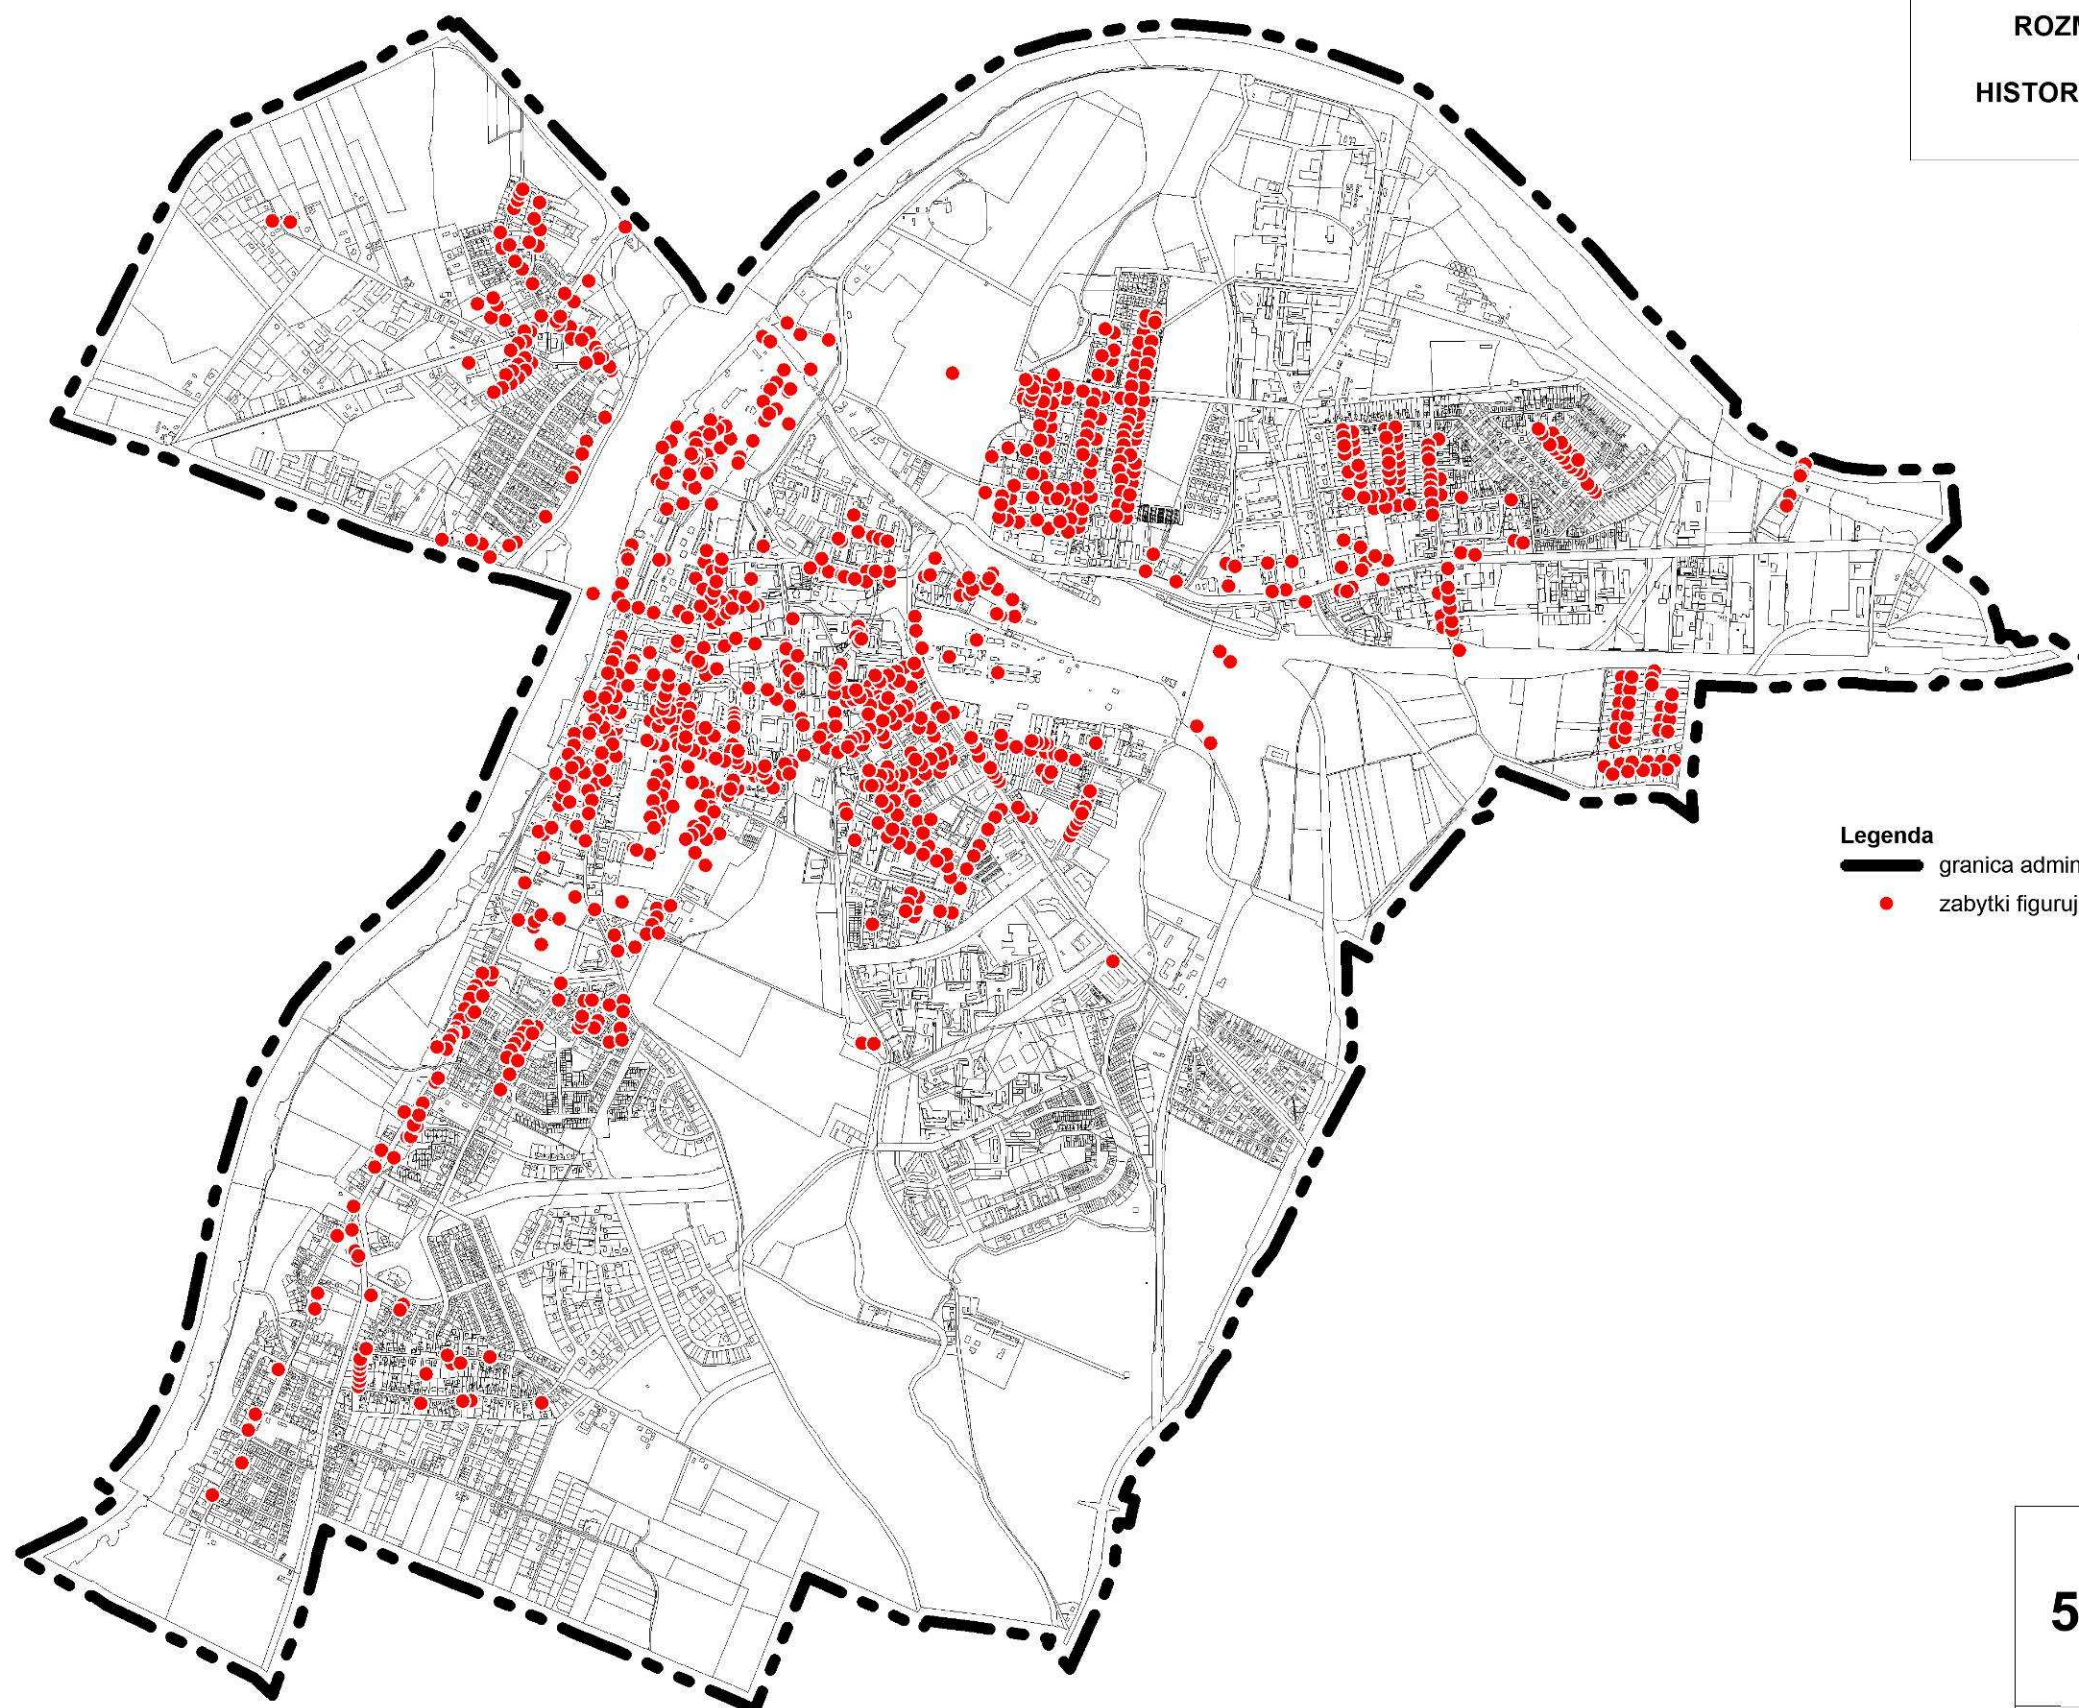 ROZM
HISTOR
Legenda
granica admin
zabytki figuruj
5